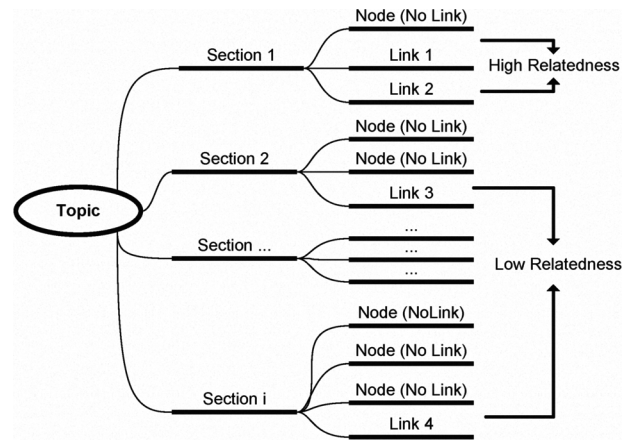 Topic
Section 1
Node (No Link)
Link 1
Link 2
High Relatedness
Section 2
Node (No Link)
Node (No Link)
Link 3
Section ...
...
...
...
Low Relatedness
Section i
Node (NoLink)
Node (No Link)
Node (No Link)
Link 4